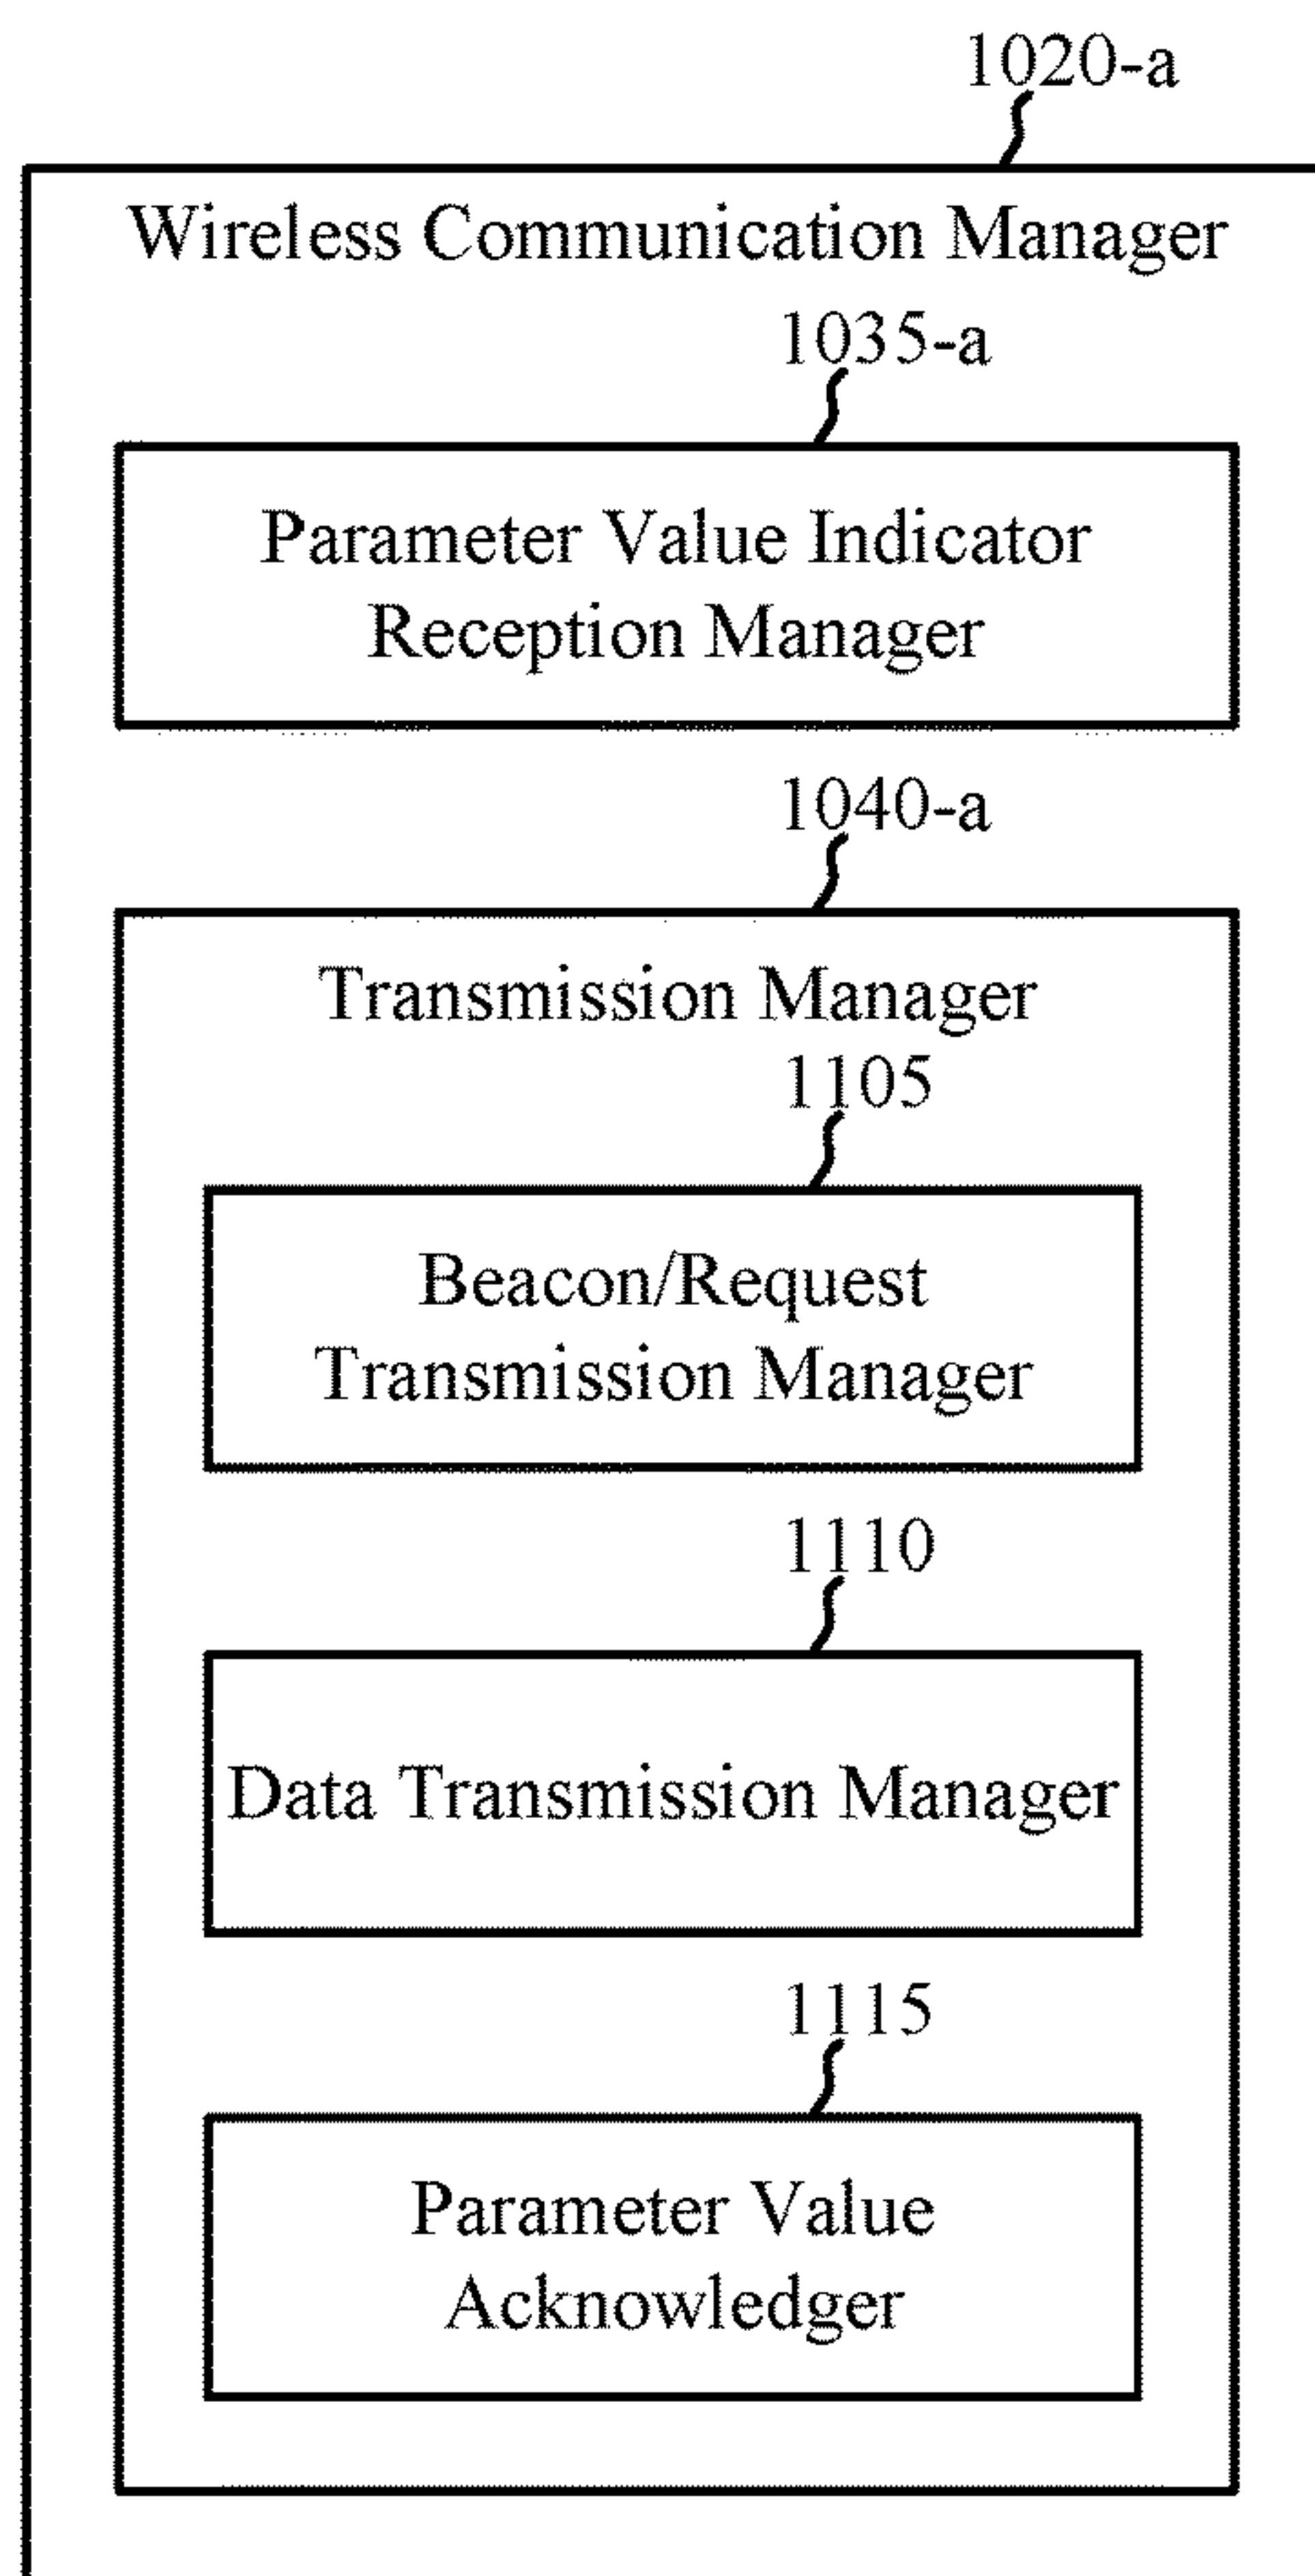 1020-a
Wireless Communication Manager
1035-a
Parameter Value Indicator
Reception Manager
1040-a
Transmission Manager
1105
Beacon/Request
Transmission Manager
1110
Data Transmission Manager
1115
Parameter Value
Acknowledger